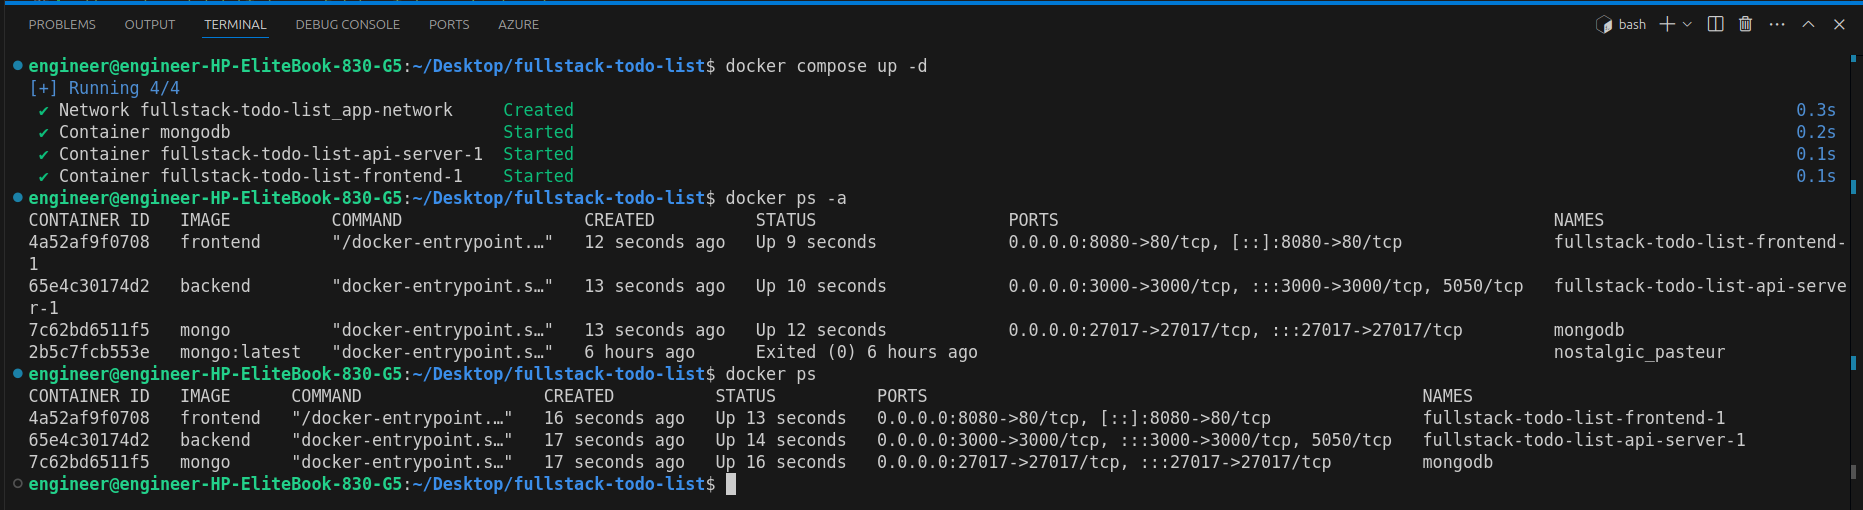 PROBLEMS OUTPUT TERMINAL DEBUG CONSOLE PORTS AZURE bash
engineer@engineer-HP-EliteBook-830-G5:~/Desktop/fullstack-todo-list$ docker compose up -d
[+] Running 4/4
✔ Network fullstack-todo-list_app-network Created 0.3s
✔ Container mongodb Started 0.2s
✔ Container fullstack-todo-list-api-server-1 Started 0.1s
✔ Container fullstack-todo-list-frontend-1 Started 0.1s
engineer@engineer-HP-EliteBook-830-G5:~/Desktop/fullstack-todo-list$ docker ps -a
CONTAINER ID IMAGE COMMAND CREATED STATUS PORTS NAMES
4a52af9f0708 frontend "/docker-entrypoint.…" 12 seconds ago Up 9 seconds 0.0.0.0:8080->80/tcp, [::]:8080->80/tcp fullstack-todo-list-frontend-
1
65e4c30174d2 backend "docker-entrypoint.s…" 13 seconds ago Up 10 seconds 0.0.0.0:3000->3000/tcp, :::3000->3000/tcp, 5050/tcp fullstack-todo-list-api-serve
r-1
7c62bd6511f5 mongo "docker-entrypoint.s…" 13 seconds ago Up 12 seconds 0.0.0.0:27017->27017/tcp, :::27017->27017/tcp mongodb
2b5c7fcb553e mongo:latest "docker-entrypoint.s…" 6 hours ago Exited (0) 6 hours ago nostalgic_pasteur
engineer@engineer-HP-EliteBook-830-G5:~/Desktop/fullstack-todo-list$ docker ps
CONTAINER ID IMAGE COMMAND CREATED STATUS PORTS NAMES
4a52af9f0708 frontend "/docker-entrypoint.…" 16 seconds ago Up 13 seconds 0.0.0.0:8080->80/tcp, [::]:8080->80/tcp fullstack-todo-list-frontend-1
65e4c30174d2 backend "docker-entrypoint.s…" 17 seconds ago Up 14 seconds 0.0.0.0:3000->3000/tcp, :::3000->3000/tcp, 5050/tcp fullstack-todo-list-api-server-1
7c62bd6511f5 mongo "docker-entrypoint.s…" 17 seconds ago Up 16 seconds 0.0.0.0:27017->27017/tcp, :::27017->27017/tcp mongodb
engineer@engineer-HP-EliteBook-830-G5:~/Desktop/fullstack-todo-list$